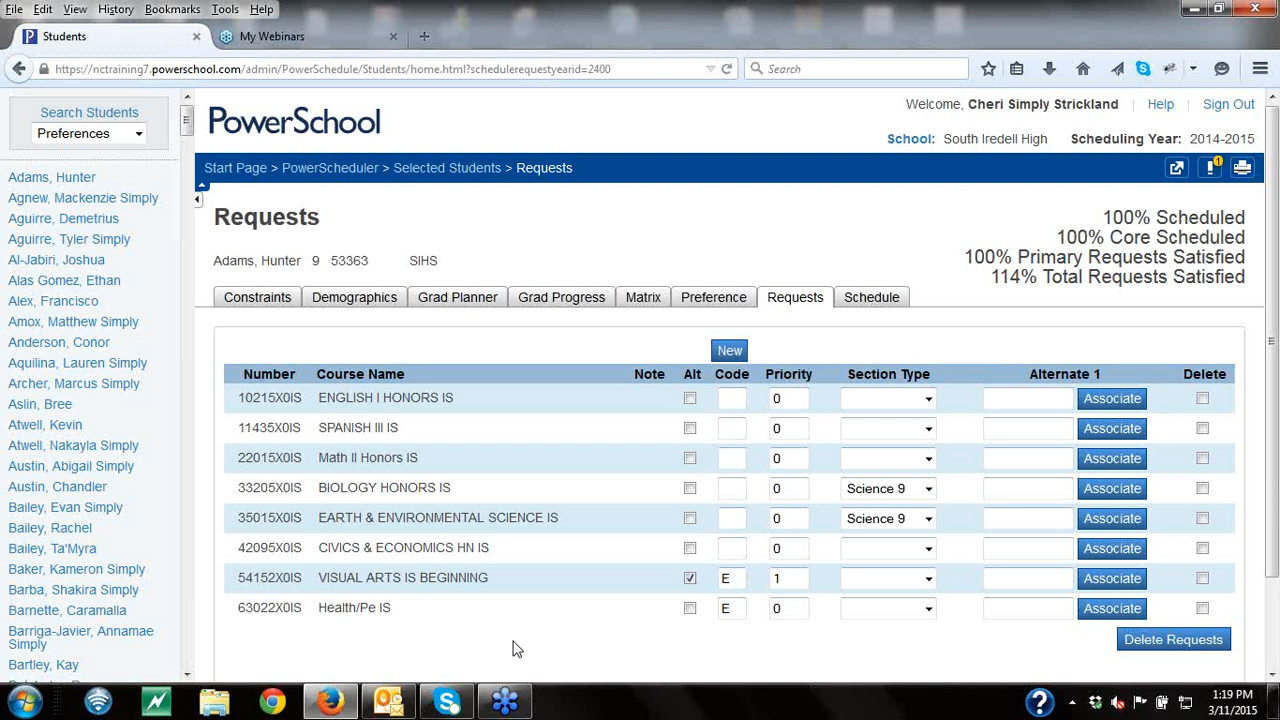 File Edit View History Bookmarks Tools Help
P Students × My Webinars × +
https://nctraining7.powerschool.com/admin/PowerSchedule/Students/home.html?schedulerequestyearid=2400 Search
Search Students
Preferences
Adams, Hunter
Agnew, Mackenzie Simply
Aguirre, Demetrius
Aguirre, Tyler Simply
Al-Jabiri, Joshua
Alas Gomez, Ethan
Alex, Francisco
Amox, Matthew Simply
Anderson, Conor
Aquilina, Lauren Simply
Archer, Marcus Simply
Aslin, Bree
Atwell, Kevin
Atwell, Nakayla Simply
Austin, Abigail Simply
Austin, Chandler
Bailey, Evan Simply
Bailey, Rachel
Bailey, Ta'Myra
Baker, Kameron Simply
Barba, Shakira Simply
Barnette, Caramalla
Barriga-Javier, Annamae
Simply
Bartley, Kay
PowerSchool
Welcome, Cheri Simply Strickland Help Sign Out
School: South Iredell High Scheduling Year: 2014-2015
Start Page > PowerScheduler > Selected Students > Requests
Requests
100% Scheduled
100% Core Scheduled
100% Primary Requests Satisfied
114% Total Requests Satisfied
Adams, Hunter 9 53363 SIHS
Constraints Demographics Grad Planner Grad Progress Matrix Preference Requests Schedule
New
Number Course Name Note Alt Code Priority Section Type Alternate 1 Delete
10215X0IS ENGLISH I HONORS IS 0 Associate
11435X0IS SPANISH III IS 0 Associate
22015X0IS Math II Honors IS 0 Associate
33205X0IS BIOLOGY HONORS IS 0 Science 9 Associate
35015X0IS EARTH & ENVIRONMENTAL SCIENCE IS 0 Science 9 Associate
42095X0IS CIVICS & ECONOMICS HN IS 0 Associate
54152X0IS VISUAL ARTS IS BEGINNING E 1 Associate
63022X0IS Health/Pe IS E 0 Associate
Delete Requests
1:19 PM
3/11/2015